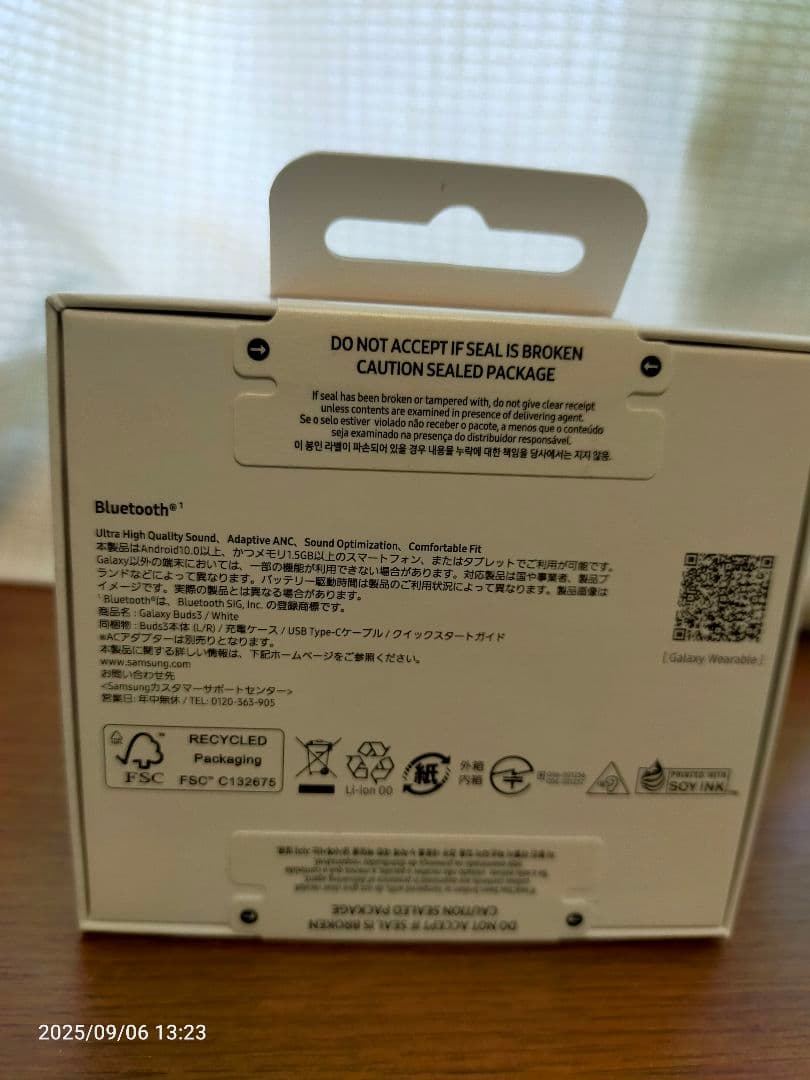 DO NOT ACCEPT IF SEAL IS BROKEN
CAUTION SEALED PACKAGE
If seal has been broken or tampered with, do not give clear receipt
unless contents are examined in presence of delivering agent.
Se o selo estiver violado não receber o pacote, a menos que o conteúdo
seja examinado na presença do distribuidor responsável.
이 봉인 라벨이 파손되어 있을 경우 내용물 누락에 대한 책임을 당사에서는 지지 않음.
Bluetooth®¹
Ultra High Quality Sound、Adaptive ANC、Sound Optimization、Comfortable Fit
本製品はAndroid10.0以上、かつメモリ1.5GB以上のスマートフォン、またはタブレットでご利用が可能です。
Galaxy以外の端末においては、一部の機能が利用できない場合があります。対応製品は国や事業者、製品ブ
ランドなどによって異なります。バッテリー駆動時間は製品のご利用状況によって異なります。製品画像は
イメージです。実際の製品とは異なる場合があります。
¹ Bluetooth®は、Bluetooth SIG, Inc. の登録商標です。
商品名 : Galaxy Buds3 / White
同梱物 : Buds3本体 (L/R) / 充電ケース / USB Type-Cケーブル / クイックスタートガイド
※ACアダプターは別売りとなります。
本製品に関する詳しい情報は、下記ホームページをご参照ください。
www.samsung.com
お問い合わせ先
<Samsungカスタマーサポートセンター>
営業日: 年中無休 / TEL: 0120-363-905
[ Galaxy Wearable ]
FSC
RECYCLED
Packaging
FSC™ C132675
Li-ion 00
紙
外箱
内箱
PRINTED WITH
SOY INK™
DO NOT ACCEPT IF SEAL IS BROKEN
CAUTION SEALED PACKAGE
2025/09/06 13:23